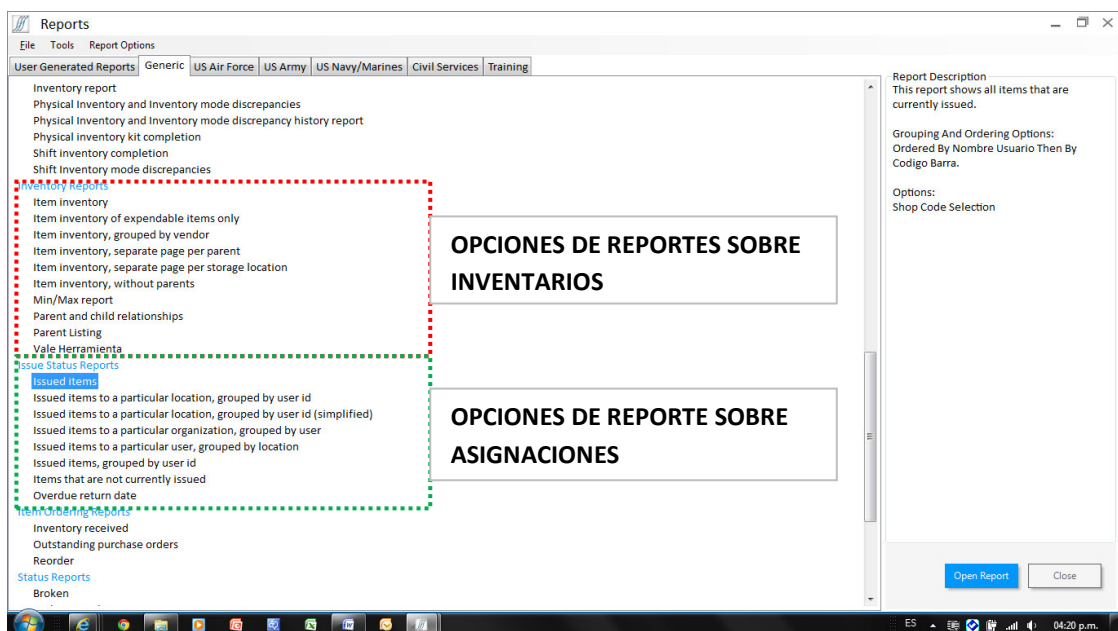 Reports
File Tools Report Options
User Generated Reports Generic US Air Force US Army US Navy/Marines Civil Services Training
Inventory report
Physical Inventory and Inventory mode discrepancies
Physical Inventory and Inventory mode discrepancy history report
Physical inventory kit completion
Shift inventory completion
Shift Inventory mode discrepancies
Inventory Reports
Item inventory
Item inventory of expendable items only
Item inventory, grouped by vendor
Item inventory, separate page per parent
Item inventory, separate page per storage location
Item inventory, without parents
Min/Max report
Parent and child relationships
Parent Listing
Vale Herramienta
Issue Status Reports
Issued items
Issued items to a particular location, grouped by user id
Issued items to a particular location, grouped by user id (simplified)
Issued items to a particular organization, grouped by user
Issued items to a particular user, grouped by location
Issued items, grouped by user id
Items that are not currently issued
Overdue return date
Item Ordering Reports
Inventory received
Outstanding purchase orders
Reorder
Status Reports
Broken
OPCIONES DE REPORTES SOBRE
INVENTARIOS
OPCIONES DE REPORTE SOBRE
ASIGNACIONES
Report Description
This report shows all items that are
currently issued.
Grouping And Ordering Options:
Ordered By Nombre Usuario Then By
Codigo Barra.
Options:
Shop Code Selection
Open Report Close
ES 04:20 p.m.